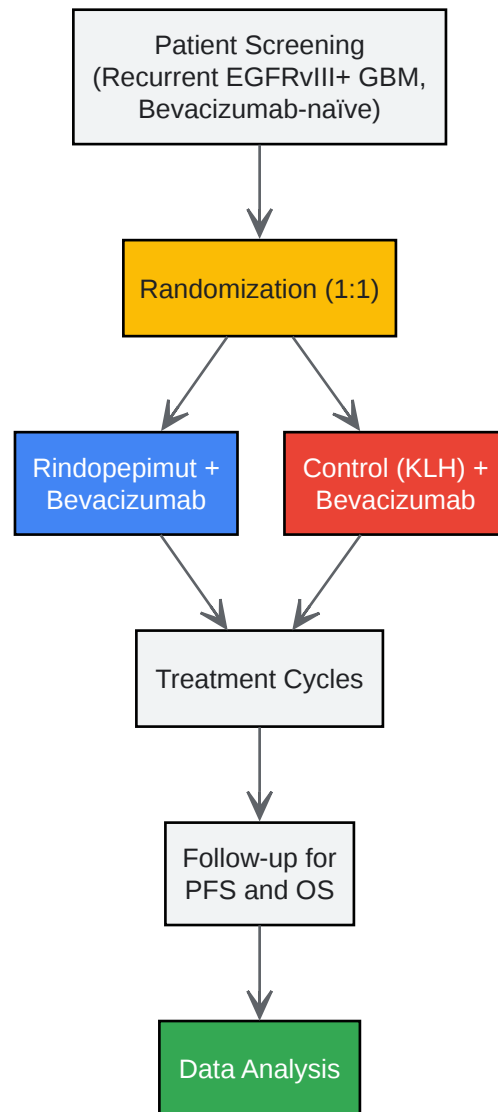 Patient Screening
(Recurrent EGFRvIII+ GBM,
Bevacizumab-naïve)
Randomization (1:1)
Rindopepimut +
Bevacizumab
Control (KLH) +
Bevacizumab
Treatment Cycles
Follow-up for
PFS and OS
Data Analysis